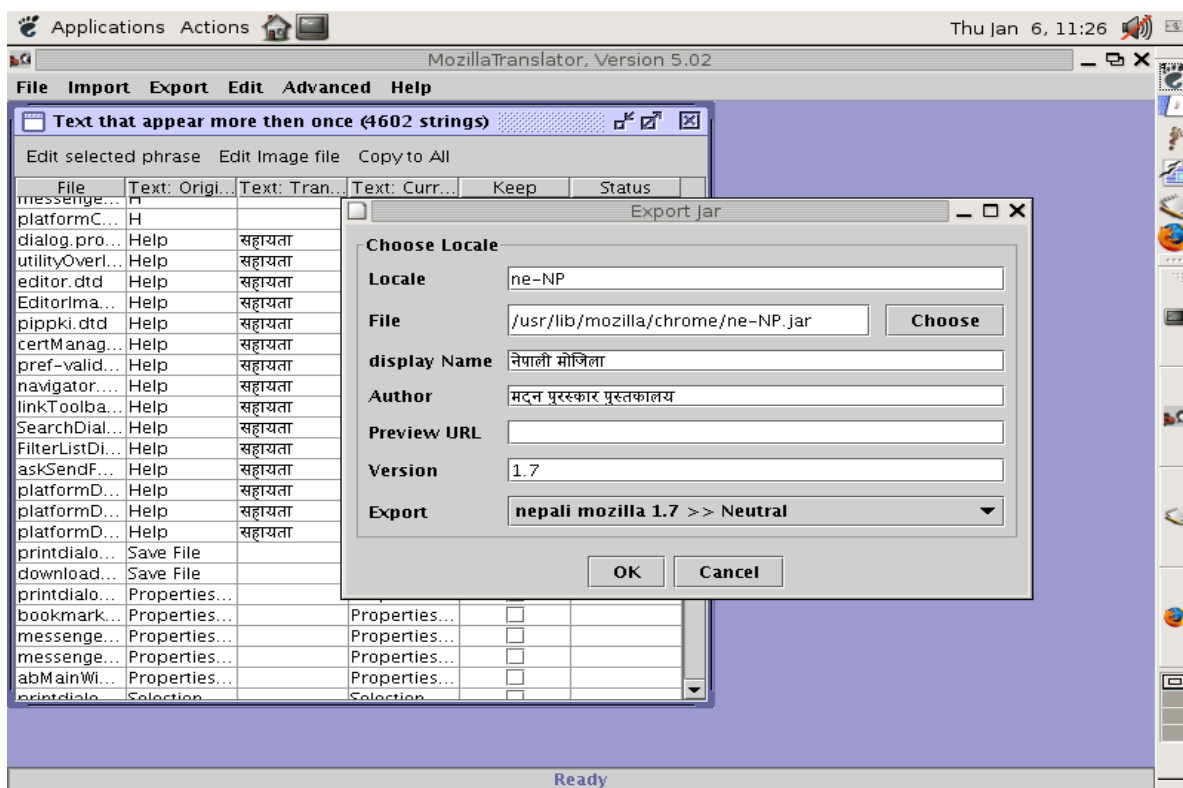 Applications Actions Thu Jan 6, 11:26
MozillaTranslator, Version 5.02
File Import Export Edit Advanced Help
Text that appear more then once (4602 strings)
Edit selected phrase Edit Image file Copy to All
File Text: Origi... Text: Tran... Text: Curr... Keep Status
messenge... H
platformC... H
dialog.pro... Help सहायता
utilityOverl... Help सहायता
editor.dtd Help सहायता
EditorIma... Help सहायता
pippki.dtd Help सहायता
certManag... Help सहायता
pref-valid... Help सहायता
navigator.... Help सहायता
linkToolba... Help सहायता
SearchDial... Help सहायता
FilterListDi... Help सहायता
askSendF... Help सहायता
platformD... Help सहायता
platformD... Help सहायता
platformD... Help सहायता
printdialo... Save File
download... Save File
printdialo... Properties...
bookmark... Properties... Properties...
messenge... Properties... Properties...
messenge... Properties... Properties...
abMainWi... Properties... Properties...
printdialo... Selection Selection
Export Jar
Choose Locale
Locale ne-NP
File /usr/lib/mozilla/chrome/ne-NP.jar Choose
display Name नेपाली मोजिला
Author मदन पुरस्कार पुस्तकालय
Preview URL
Version 1.7
Export nepali mozilla 1.7 >> Neutral
OK Cancel
Ready